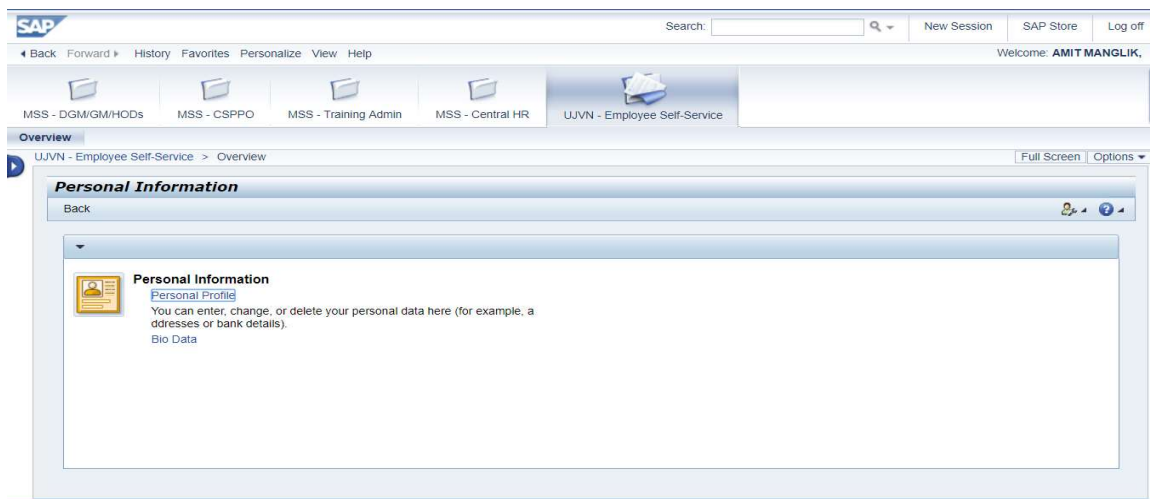 SAP
Search:
New Session
SAP Store
Log off
Back Forward History Favorites Personalize View Help
Welcome: AMIT MANGLIK,
MSS - DGM/GM/HODs
MSS - CSPPO
MSS - Training Admin
MSS - Central HR
UJVN - Employee Self-Service
Overview
UJVN - Employee Self-Service > Overview
Full Screen
Options
Personal Information
Back
Personal Information
Personal Profile
You can enter, change, or delete your personal data here (for example, a
ddresses or bank details).
Bio Data